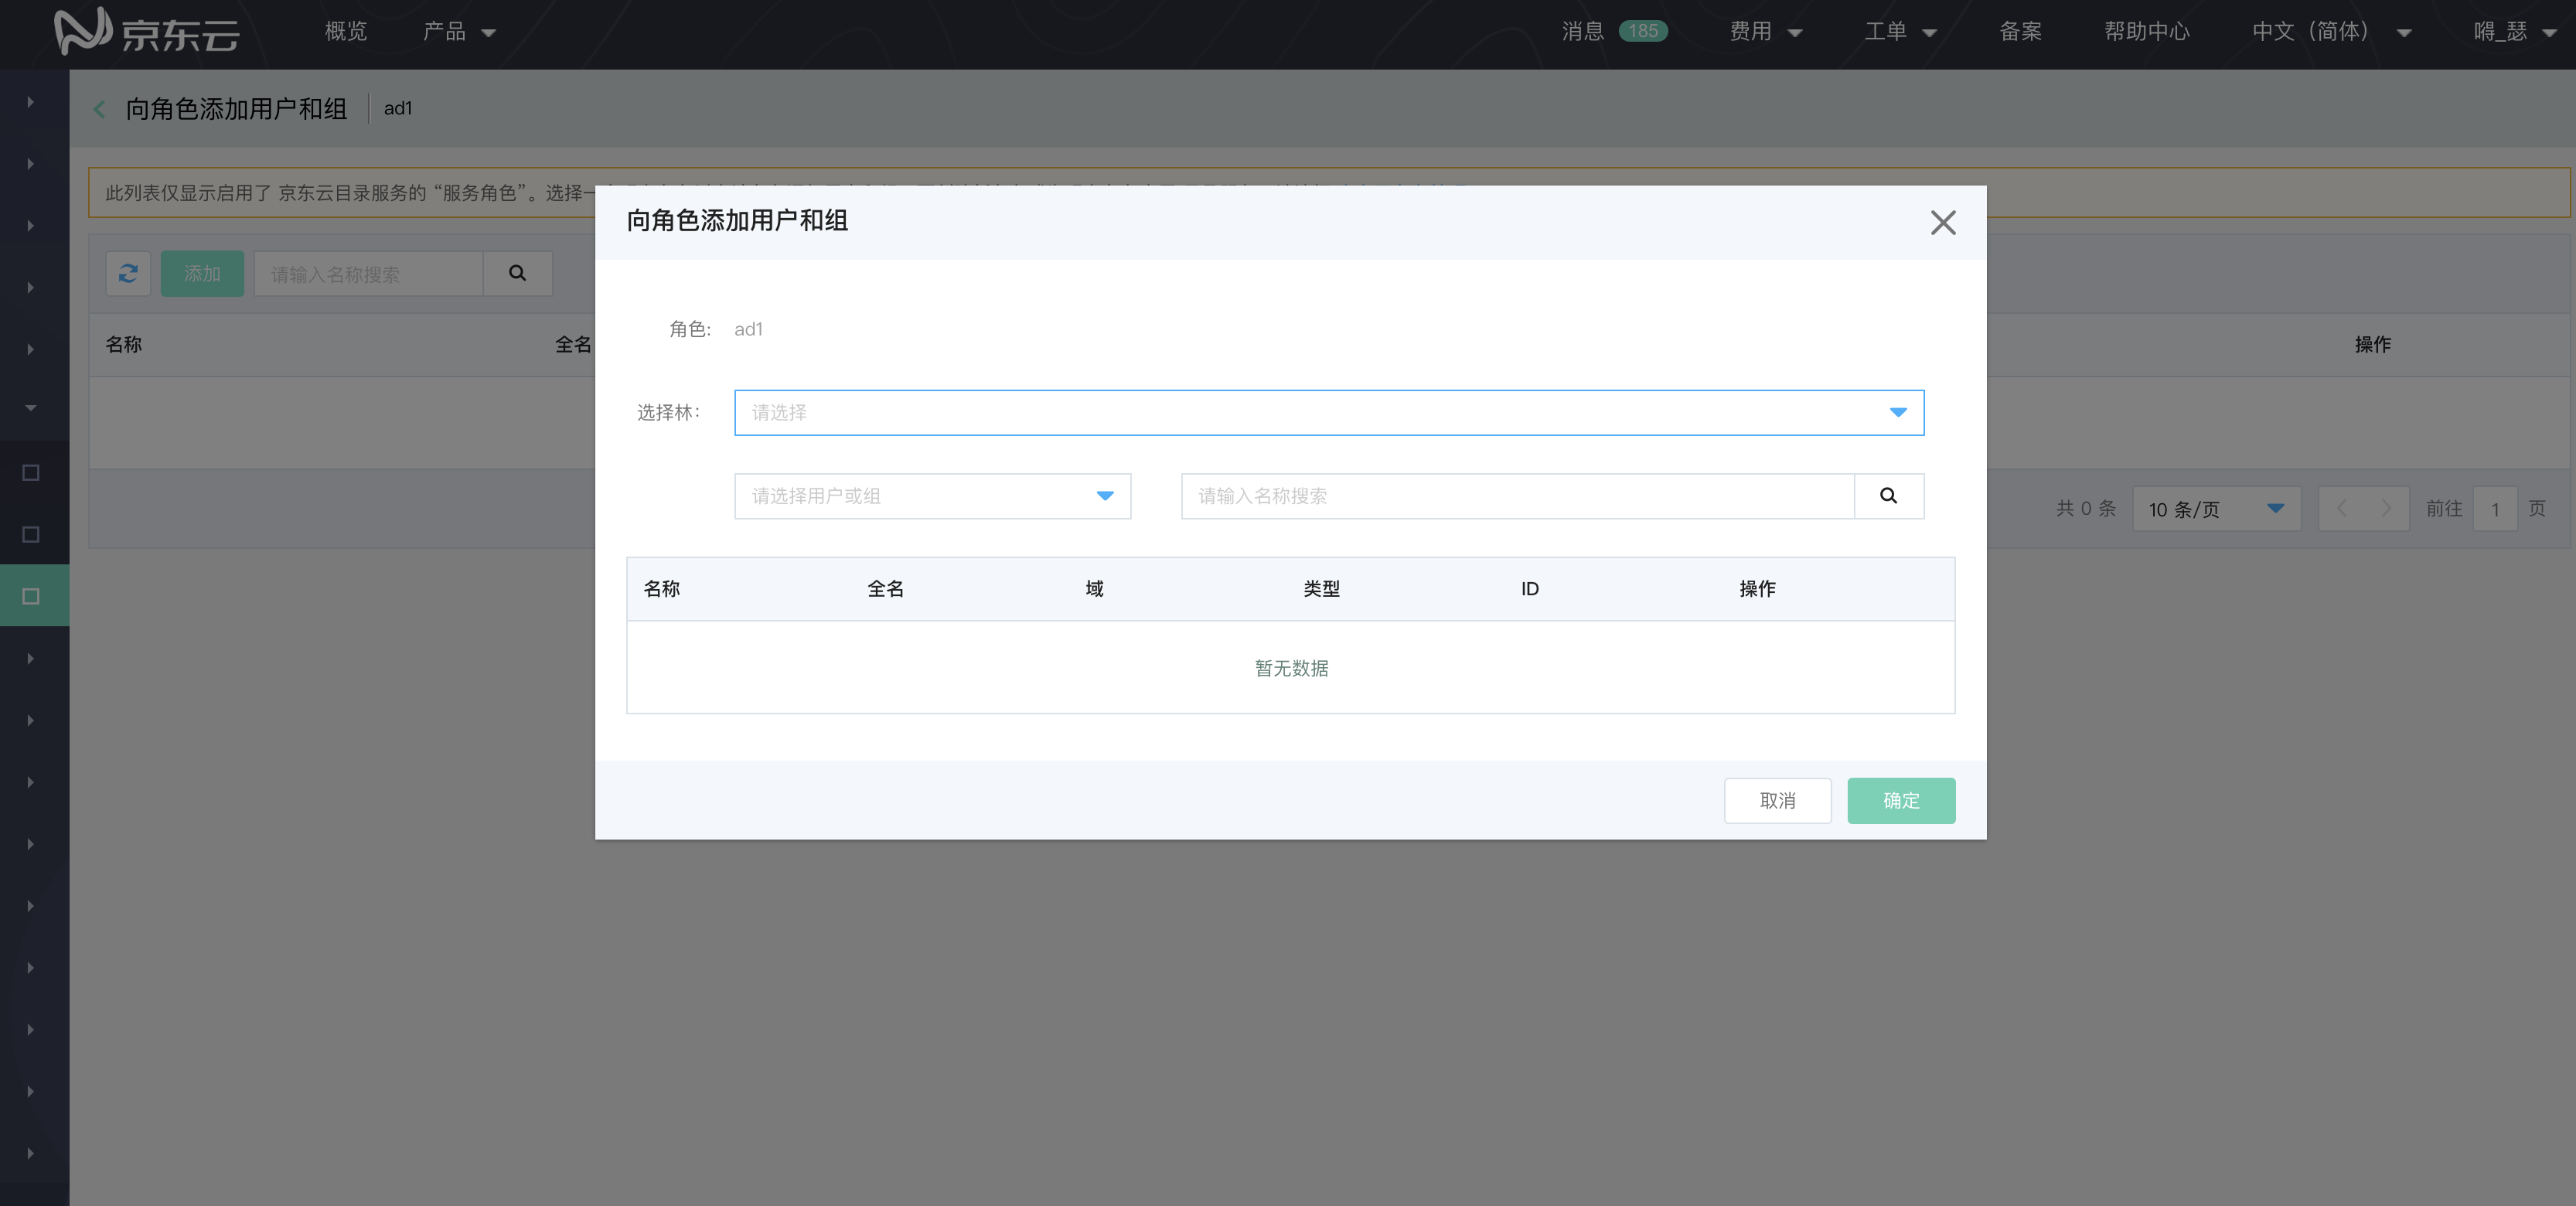 京东云 概览 产品 消息 185 费用 工单 备案 帮助中心 中文（简体） 嘚_瑟
向角色添加用户和组 ad1
此列表仅显示启用了 京东云目录服务的“服务角色”。选择一
添加 请输入名称搜索
名称 全名 操作
共 0 条 10 条/页 前往 1 页
向角色添加用户和组
角色: ad1
选择林: 请选择
请选择用户或组 请输入名称搜索
名称 全名 域 类型 ID 操作
暂无数据
取消 确定